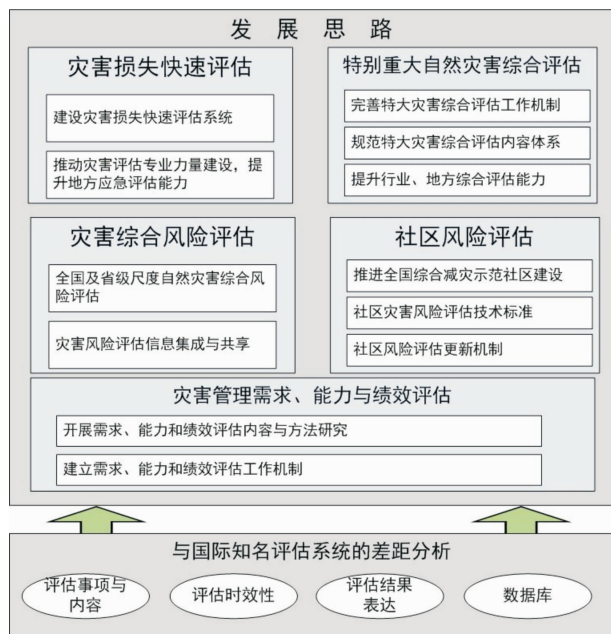 发 展 思 路
灾害损失快速评估
建设灾害损失快速评估系统
推动灾害评估专业力量建设，提
升地方应急评估能力
特别重大自然灾害综合评估
完善特大灾害综合评估工作机制
规范特大灾害综合评估内容体系
提升行业、地方综合评估能力
灾害综合风险评估
全国及省级尺度自然灾害综合风
险评估
灾害风险评估信息集成与共享
社区风险评估
推进全国综合减灾示范社区建设
社区灾害风险评估技术标准
社区风险评估更新机制
灾害管理需求、能力与绩效评估
开展需求、能力和绩效评估内容与方法研究
建立需求、能力和绩效评估工作机制
与国际知名评估系统的差距分析
评估事项与
内容
评估时效性
评估结果
表达
数据库